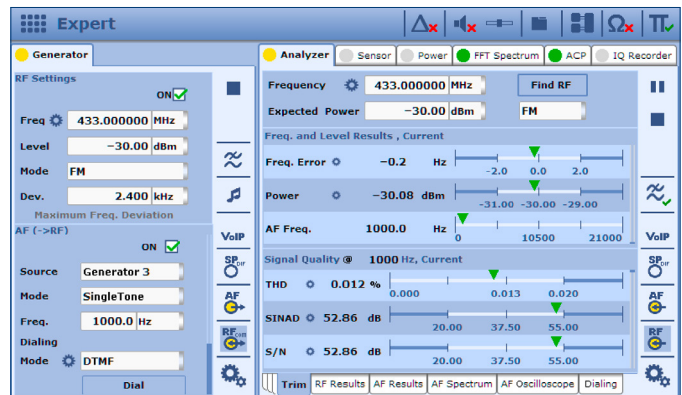 Expert
Generator
Analyzer Sensor Power FFT Spectrum ACP IQ Recorder
RF Settings
ON
Freq 433.000000 MHz
Level -30.00 dBm
Mode FM
Dev. 2.400 kHz
Maximum Freq. Deviation
AF (->RF)
ON
Source Generator 3
Mode SingleTone
Freq. 1000.0 Hz
Dialing
Mode DTMF
Dial
VoIP
SP DIF
AF
RF com
Frequency 433.000000 MHz Find RF
Expected Power -30.00 dBm FM
Freq. and Level Results , Current
Freq. Error -0.2 Hz
-2.0 0.0 2.0
Power -30.08 dBm
-31.00 -30.00 -29.00
AF Freq. 1000.0 Hz
0 10500 21000
Signal Quality @ 1000 Hz, Current
THD 0.012 %
0.000 0.013 0.020
SINAD 52.86 dB
20.00 37.50 55.00
S/N 52.86 dB
20.00 37.50 55.00
Trim RF Results AF Results AF Spectrum AF Oscilloscope Dialing
VoIP
SP DIF
AF
RF